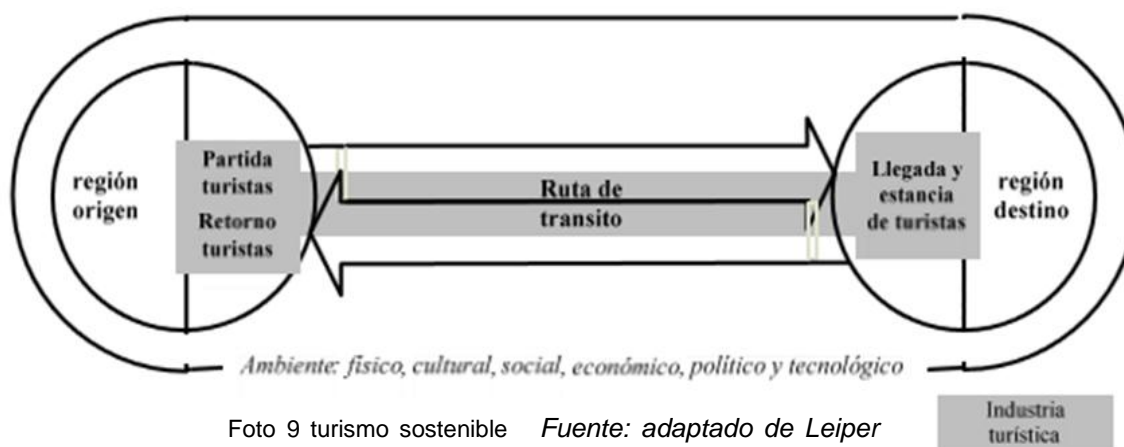 región
origen
Partida
turistas
Retorno
turistas
Ruta de
transito
Llegada y
estancia
de turistas
región
destino
Ambiente: físico, cultural, social, económico, político y tecnológico
Foto 9 turismo sostenible Fuente: adaptado de Leiper
Industria
turística